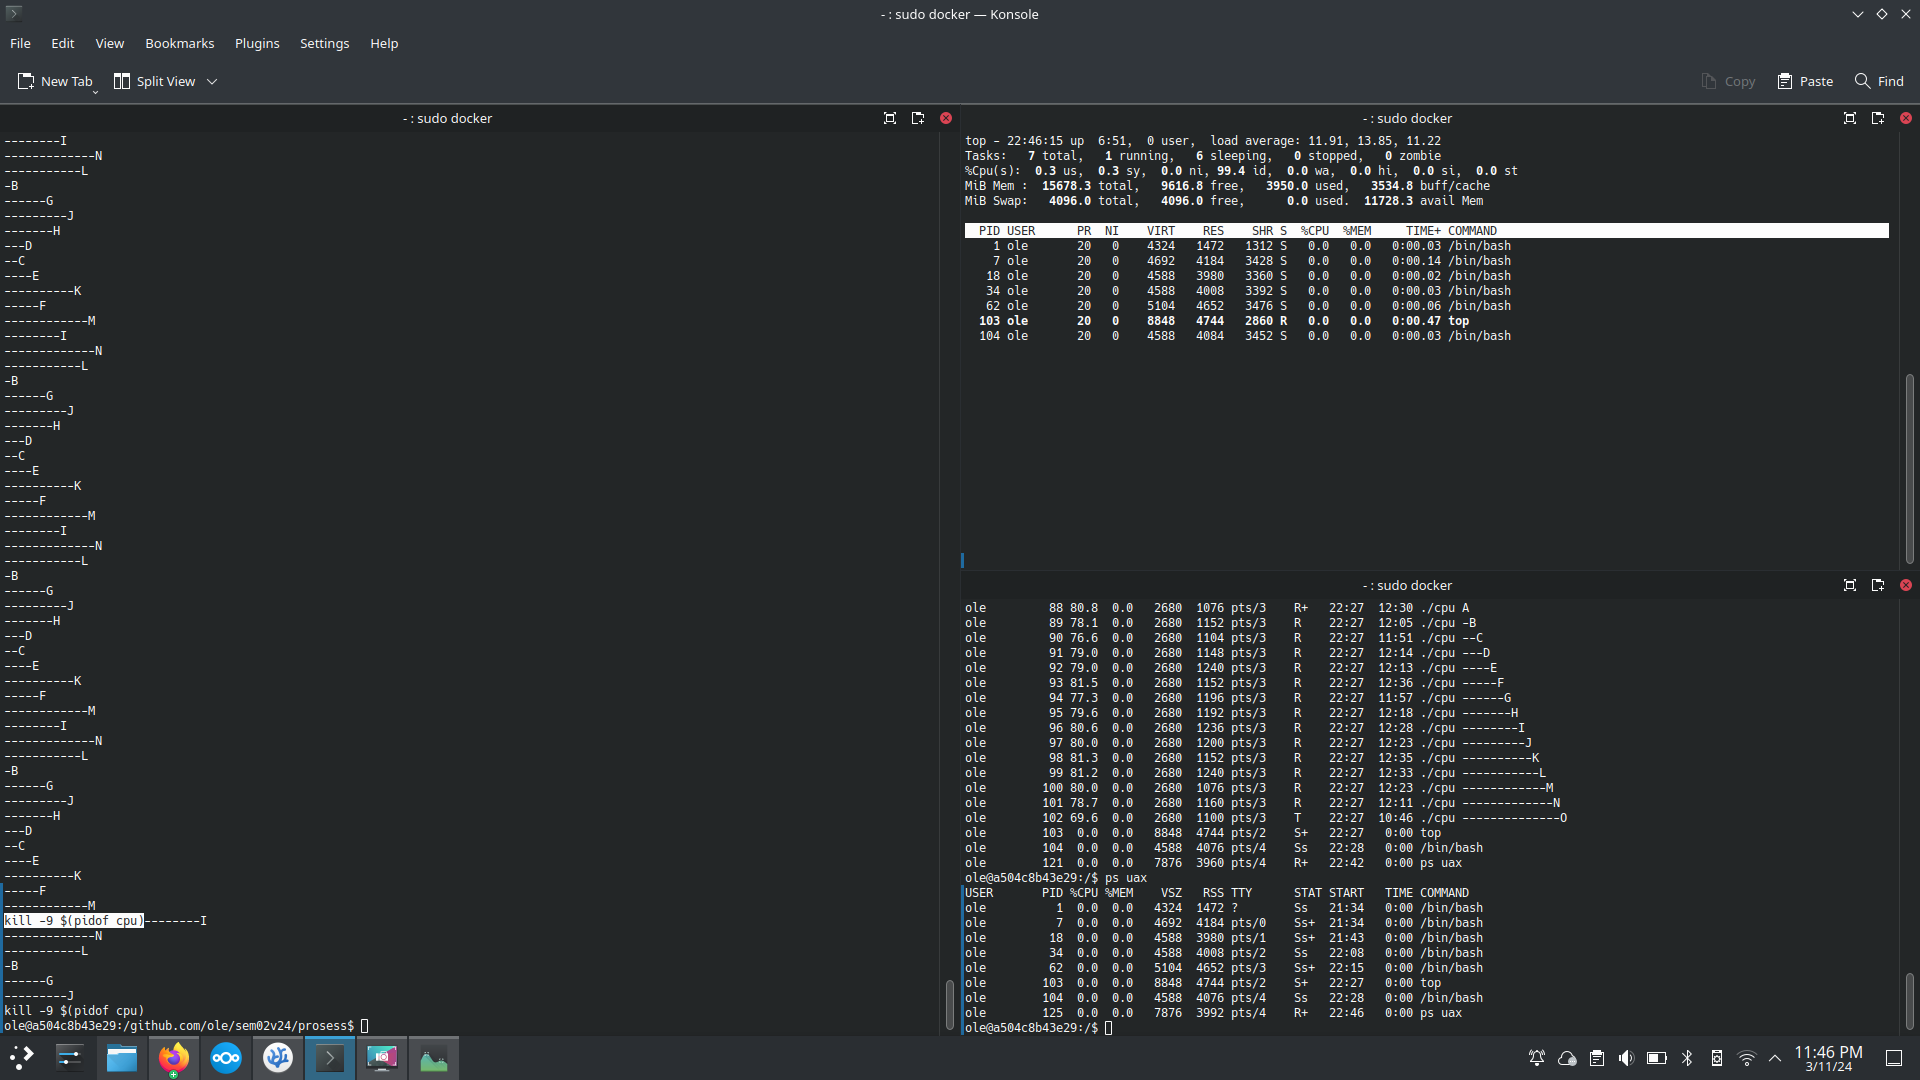 - : sudo docker — Konsole
File Edit View Bookmarks Plugins Settings Help
New Tab Split View Copy Paste Find
- : sudo docker
--------I
-------------N
-----------L
-B
------G
---------J
-------H
---D
--C
----E
----------K
-----F
------------M
--------I
-------------N
-----------L
-B
------G
---------J
-------H
---D
--C
----E
----------K
-----F
------------M
--------I
-------------N
-----------L
-B
------G
---------J
-------H
---D
--C
----E
----------K
-----F
------------M
--------I
-------------N
-----------L
-B
------G
---------J
-------H
---D
--C
----E
----------K
-----F
------------M
kill -9 $(pidof cpu)--------I
-------------N
-----------L
-B
------G
---------J
kill -9 $(pidof cpu)
ole@a504c8b43e29:/github.com/ole/sem02v24/prosess$
- : sudo docker
top - 22:46:15 up  6:51,  0 user,  load average: 11.91, 13.85, 11.22
Tasks:   7 total,   1 running,   6 sleeping,   0 stopped,   0 zombie
%Cpu(s):  0.3 us,  0.3 sy,  0.0 ni, 99.4 id,  0.0 wa,  0.0 hi,  0.0 si,  0.0 st
MiB Mem :  15678.3 total,   9616.8 free,   3950.0 used,   3534.8 buff/cache
MiB Swap:   4096.0 total,   4096.0 free,      0.0 used.  11728.3 avail Mem
PID USER      PR  NI    VIRT    RES    SHR S  %CPU  %MEM     TIME+ COMMAND
1 ole       20   0    4324   1472   1312 S   0.0   0.0   0:00.03 /bin/bash
7 ole       20   0    4692   4184   3428 S   0.0   0.0   0:00.14 /bin/bash
18 ole       20   0    4588   3980   3360 S   0.0   0.0   0:00.02 /bin/bash
34 ole       20   0    4588   4008   3392 S   0.0   0.0   0:00.03 /bin/bash
62 ole       20   0    5104   4652   3476 S   0.0   0.0   0:00.06 /bin/bash
103 ole       20   0    8848   4744   2860 R   0.0   0.0   0:00.47 top
104 ole       20   0    4588   4084   3452 S   0.0   0.0   0:00.03 /bin/bash
- : sudo docker
ole         88 80.8  0.0   2680  1076 pts/3    R+   22:27  12:30 ./cpu A
ole         89 78.1  0.0   2680  1152 pts/3    R    22:27  12:05 ./cpu -B
ole         90 76.6  0.0   2680  1104 pts/3    R    22:27  11:51 ./cpu --C
ole         91 79.0  0.0   2680  1148 pts/3    R    22:27  12:14 ./cpu ---D
ole         92 79.0  0.0   2680  1240 pts/3    R    22:27  12:13 ./cpu ----E
ole         93 81.5  0.0   2680  1152 pts/3    R    22:27  12:36 ./cpu -----F
ole         94 77.3  0.0   2680  1196 pts/3    R    22:27  11:57 ./cpu ------G
ole         95 79.6  0.0   2680  1192 pts/3    R    22:27  12:18 ./cpu -------H
ole         96 80.6  0.0   2680  1236 pts/3    R    22:27  12:28 ./cpu --------I
ole         97 80.0  0.0   2680  1200 pts/3    R    22:27  12:23 ./cpu ---------J
ole         98 81.3  0.0   2680  1152 pts/3    R    22:27  12:35 ./cpu ----------K
ole         99 81.2  0.0   2680  1240 pts/3    R    22:27  12:33 ./cpu -----------L
ole        100 80.0  0.0   2680  1076 pts/3    R    22:27  12:23 ./cpu ------------M
ole        101 78.7  0.0   2680  1160 pts/3    R    22:27  12:11 ./cpu -------------N
ole        102 69.6  0.0   2680  1100 pts/3    T    22:27  10:46 ./cpu --------------O
ole        103  0.0  0.0   8848  4744 pts/2    S+   22:27   0:00 top
ole        104  0.0  0.0   4588  4076 pts/4    Ss   22:28   0:00 /bin/bash
ole        121  0.0  0.0   7876  3960 pts/4    R+   22:42   0:00 ps uax
ole@a504c8b43e29:/$ ps uax
USER       PID %CPU %MEM    VSZ   RSS TTY      STAT START   TIME COMMAND
ole          1  0.0  0.0   4324  1472 ?        Ss   21:34   0:00 /bin/bash
ole          7  0.0  0.0   4692  4184 pts/0    Ss+  21:34   0:00 /bin/bash
ole         18  0.0  0.0   4588  3980 pts/1    Ss+  21:43   0:00 /bin/bash
ole         34  0.0  0.0   4588  4008 pts/2    Ss   22:08   0:00 /bin/bash
ole         62  0.0  0.0   5104  4652 pts/3    Ss+  22:15   0:00 /bin/bash
ole        103  0.0  0.0   8848  4744 pts/2    S+   22:27   0:00 top
ole        104  0.0  0.0   4588  4076 pts/4    Ss   22:28   0:00 /bin/bash
ole        125  0.0  0.0   7876  3992 pts/4    R+   22:46   0:00 ps uax
ole@a504c8b43e29:/$
11:46 PM
3/11/24